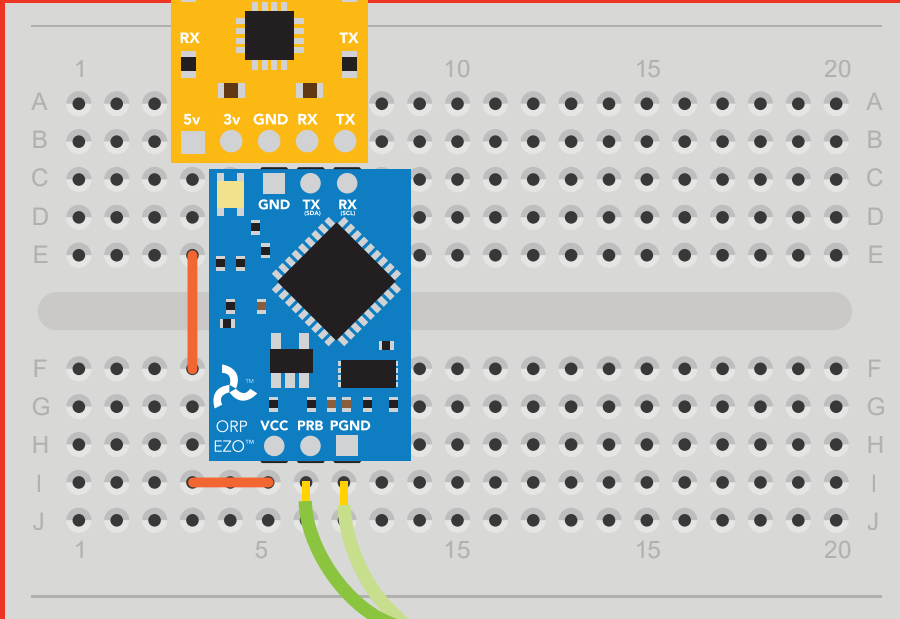 RX TX
1 10 15 20
A A
B B
C C
D D
E E
F F
G G
H H
I I
J J
5v 3v GND RX TX
GND TX RX
(SDA) (SCL)
TM
ORP VCC PRB PGND
EZO™
1 5 15 15 20